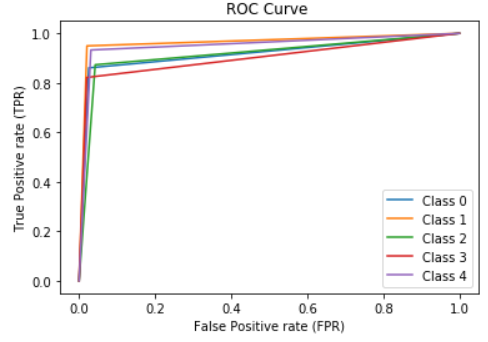 ROC Curve
True Positive rate (TPR)
1.0
0.8
0.6
0.4
0.2
0.0
Class 0
Class 1
Class 2
Class 3
Class 4
0.0 0.2 0.4 0.6 0.8 1.0
False Positive rate (FPR)